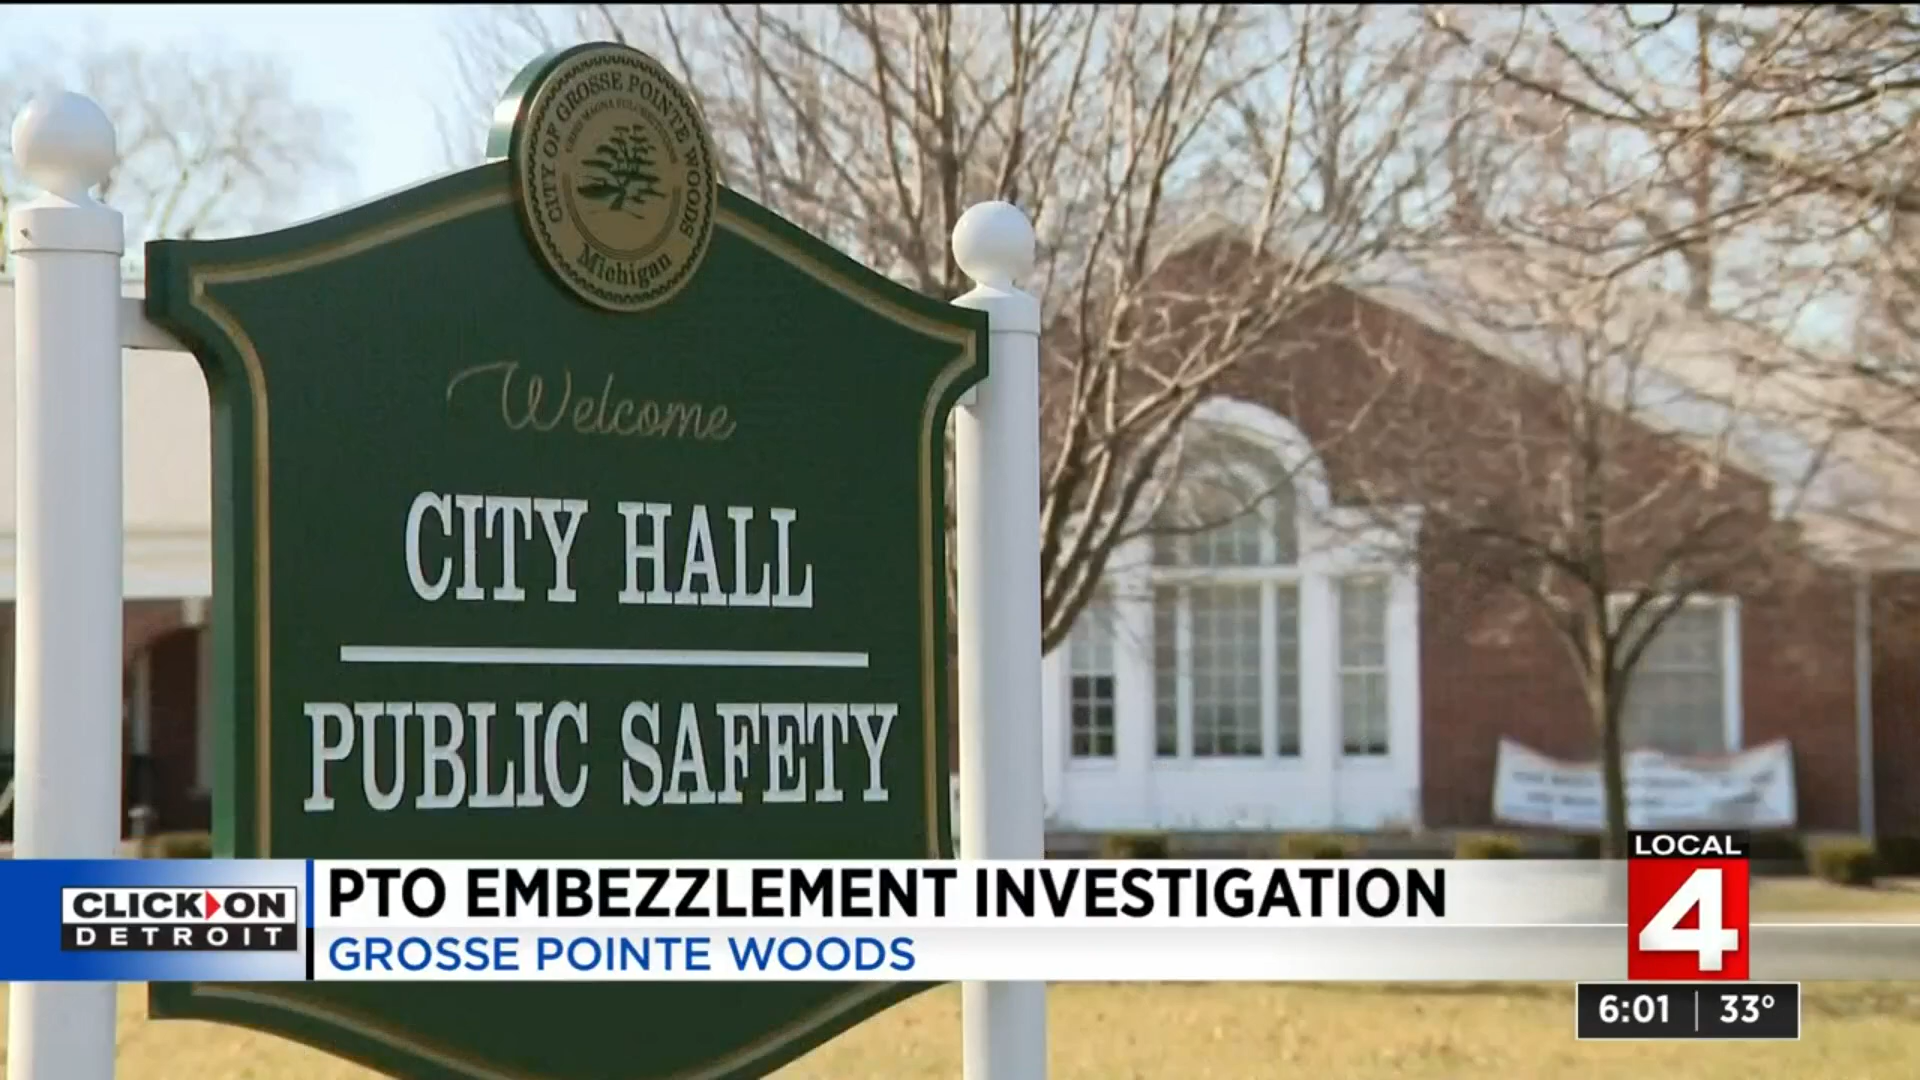 CITY OF GROSSE POINTE WOODS
Michigan
Welcome
CITY HALL
PUBLIC SAFETY
LOCAL
4
CLICK ON
DETROIT
PTO EMBEZZLEMENT INVESTIGATION
GROSSE POINTE WOODS
6:01 33°